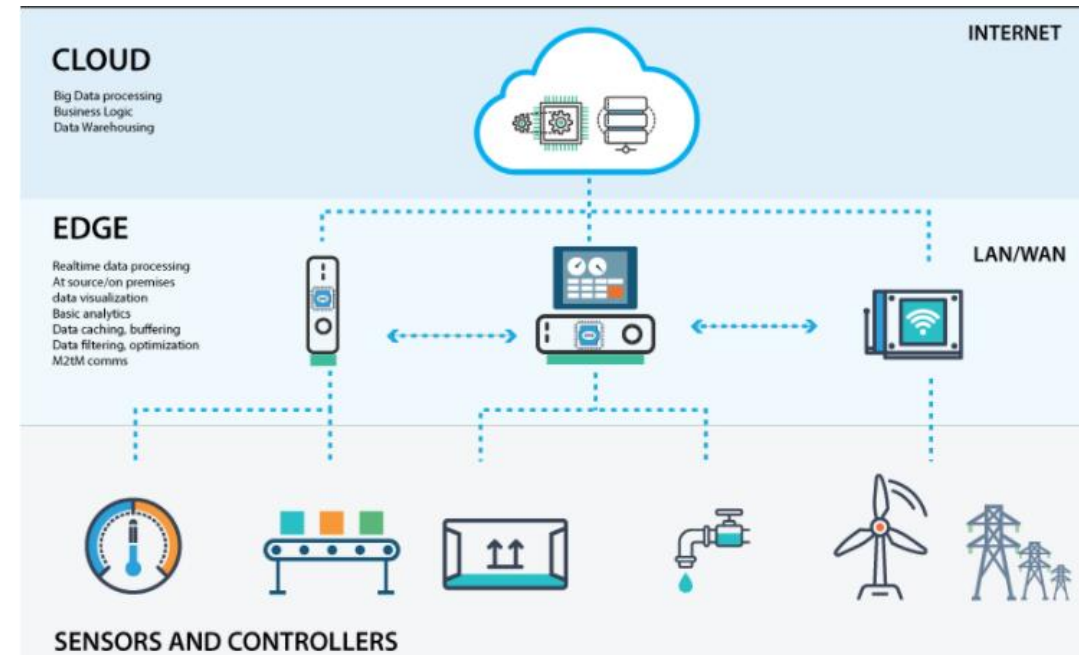 CLOUD
Big Data processing
Business Logic
Data Warehousing
INTERNET
EDGE
Realtime data processing
At source/on premises
data visualization
Basic analytics
Data caching, buffering
Data filtering, optimization
M2tM comms
LAN/WAN
SENSORS AND CONTROLLERS